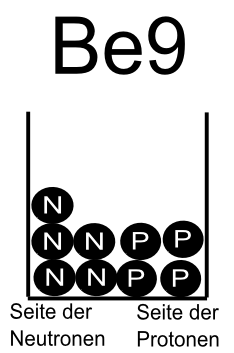 Be9
N
N N P P
N N P P
Seite der Seite der
Neutronen Protonen